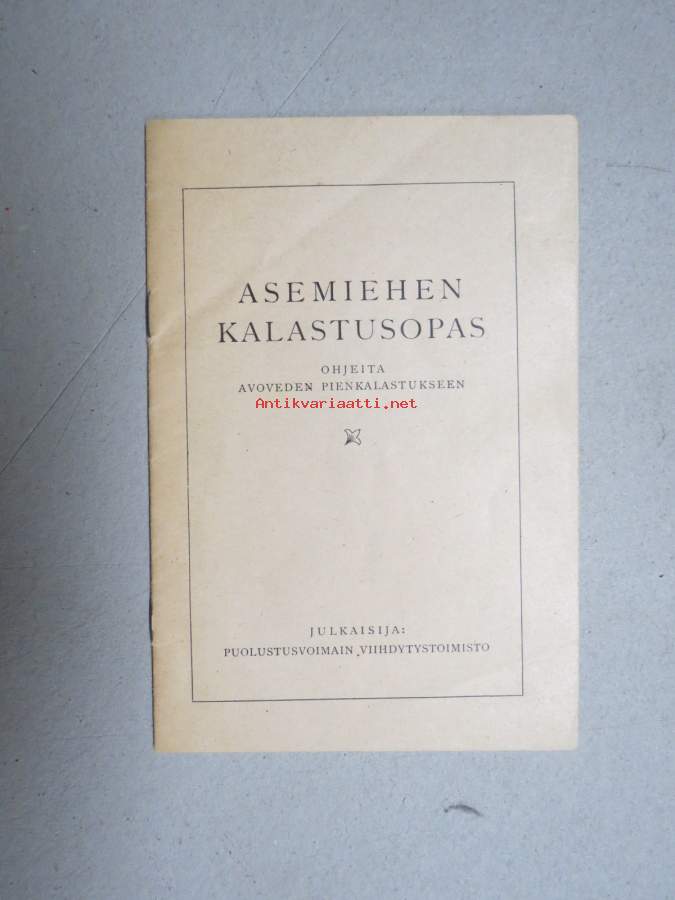 ASEMIEHEN
KALASTUSOPAS
OHJEITA
AVOVEDEN PIENKALASTUKSEEN
Antikvariaatti.net
JULKAISIJA:
PUOLUSTUSVOIMAIN VIIHDYTYSTOIMISTO